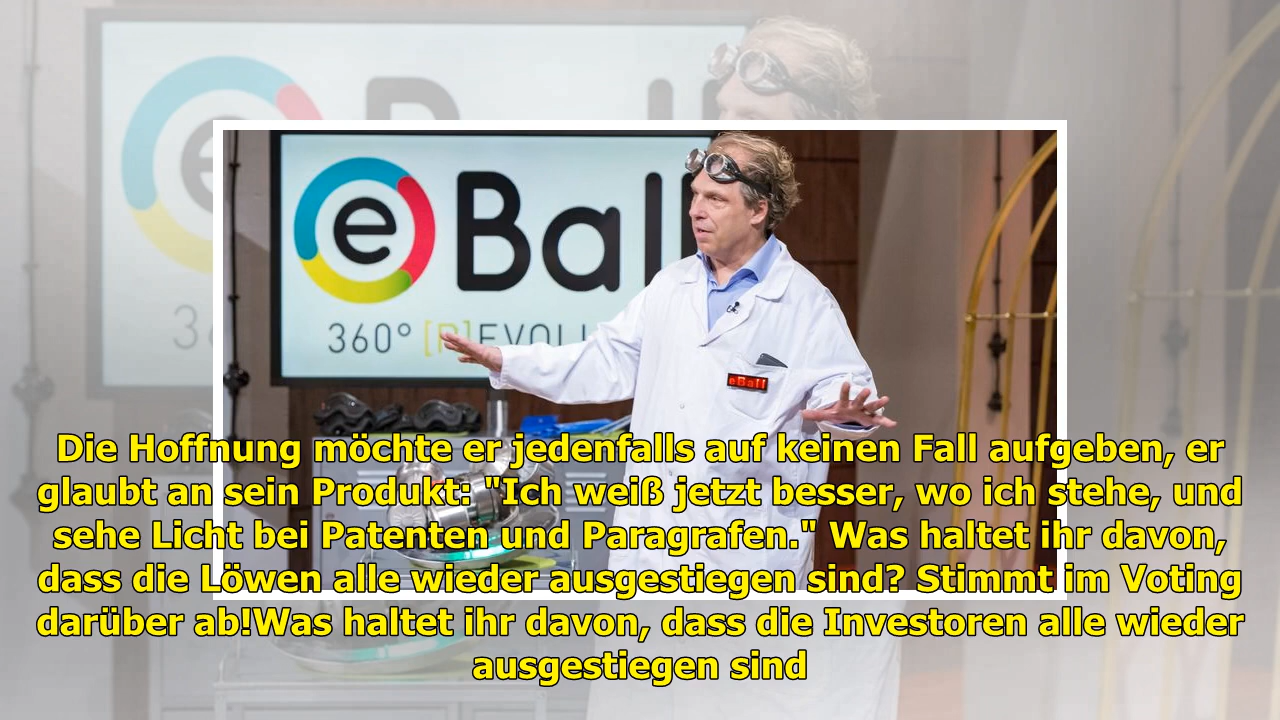 e Ball
360° [R]EVOLU
eBall
Die Hoffnung möchte er jedenfalls auf keinen Fall aufgeben, er
glaubt an sein Produkt: "Ich weiß jetzt besser, wo ich stehe, und
sehe Licht bei Patenten und Paragrafen." Was haltet ihr davon,
dass die Löwen alle wieder ausgestiegen sind? Stimmt im Voting
darüber ab!Was haltet ihr davon, dass die Investoren alle wieder
ausgestiegen sind